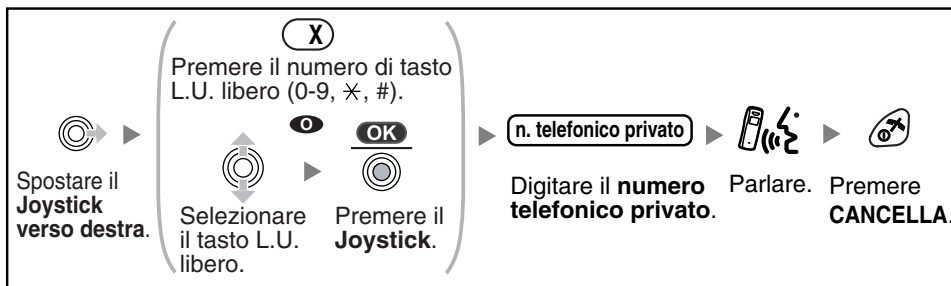 Spostare il
Joystick
verso destra.
X
Premere il numero di tasto
L.U. libero (0-9, ✳, #).
O
Selezionare
il tasto L.U.
libero.
OK
Premere il
Joystick.
n. telefonico privato
Digitare il numero
telefonico privato.
Parlare.
Premere
CANCELLA.